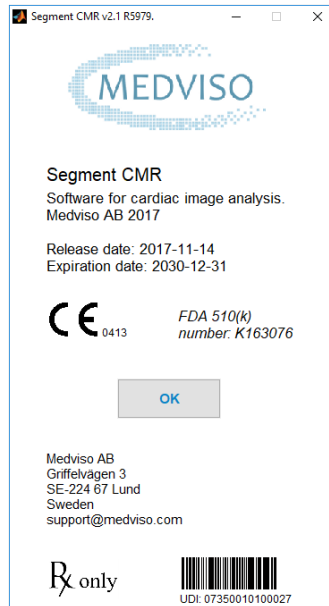 Segment CMR v2.1 R5979.
MEDVISO
Segment CMR
Software for cardiac image analysis.
Medviso AB 2017
Release date: 2017-11-14
Expiration date: 2030-12-31
CE 0413
FDA 510(k)
number: K163076
OK
Medviso AB
Griffelvägen 3
SE-224 67 Lund
Sweden
support@medviso.com
Rx only
UDI: 07350010100027